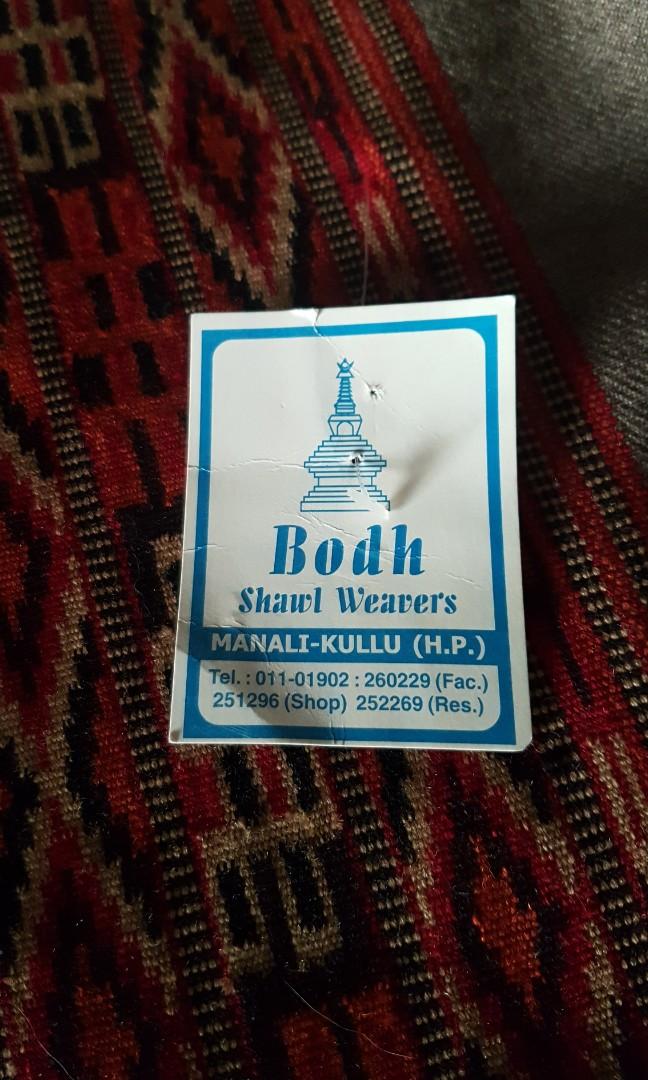 Bodh
Shawl Weavers
MANALI-KULLU (H.P.)
Tel. : 011-01902 : 260229 (Fac.)
251296 (Shop) 252269 (Res.)